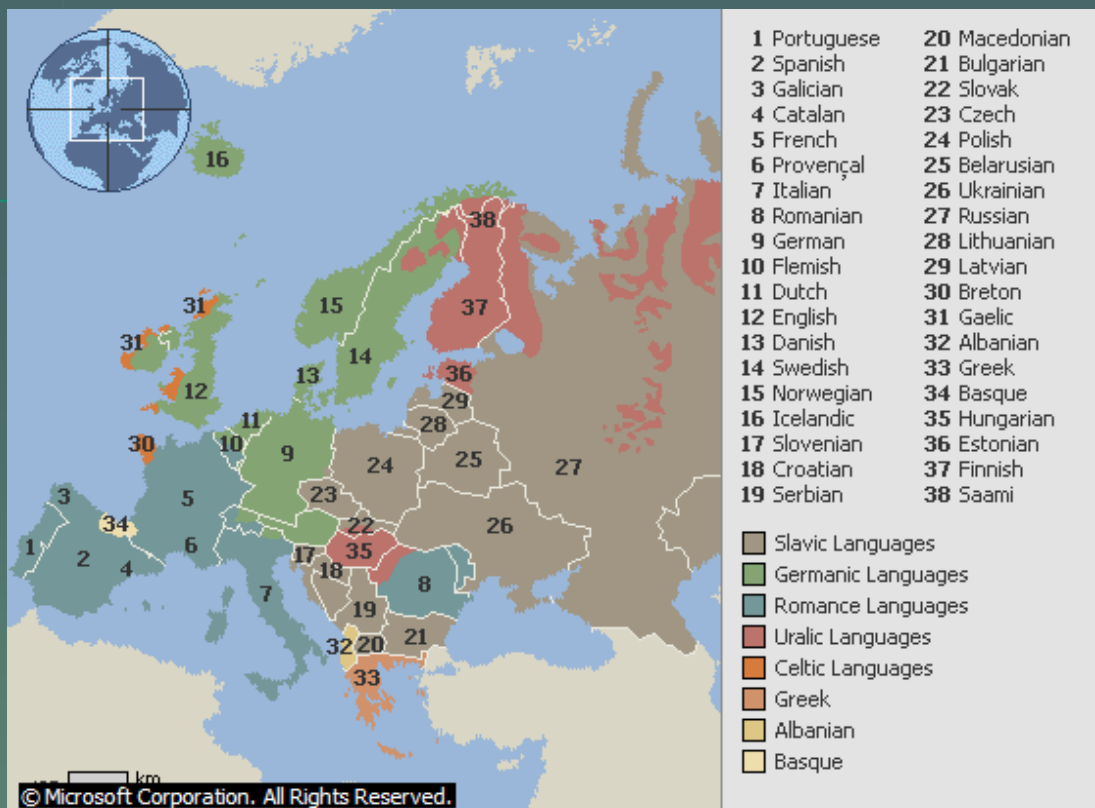 1 Portuguese
2 Spanish
3 Galician
4 Catalan
5 French
6 Provençal
7 Italian
8 Romanian
9 German
10 Flemish
11 Dutch
12 English
13 Danish
14 Swedish
15 Norwegian
16 Icelandic
17 Slovenian
18 Croatian
19 Serbian
20 Macedonian
21 Bulgarian
22 Slovak
23 Czech
24 Polish
25 Belarusian
26 Ukrainian
27 Russian
28 Lithuanian
29 Latvian
30 Breton
31 Gaelic
32 Albanian
33 Greek
34 Basque
35 Hungarian
36 Estonian
37 Finnish
38 Saami
Slavic Languages
Germanic Languages
Romance Languages
Uralic Languages
Celtic Languages
Greek
Albanian
Basque
16
38
15
37
31
31
14
13
36
12
29
11
28
30
10
9
24
25
27
23
3
5
26
34
22
1
2
6
17
35
4
18
8
7
19
21
32
20
33
km
© Microsoft Corporation. All Rights Reserved.